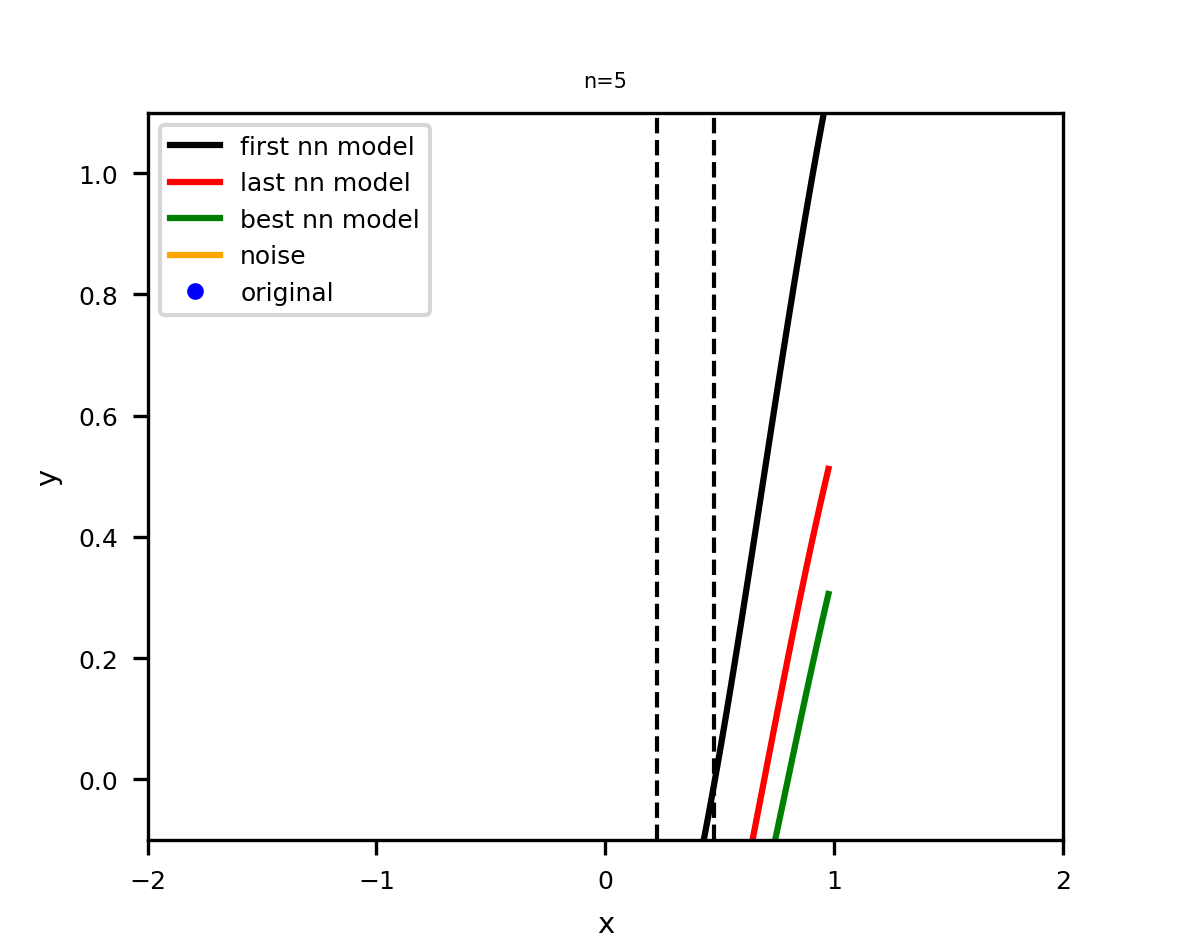 n=5
first nn model
last nn model
best nn model
noise
original
1.0
0.8
0.6
0.4
0.2
0.0
y
−2
−1
0
1
2
x